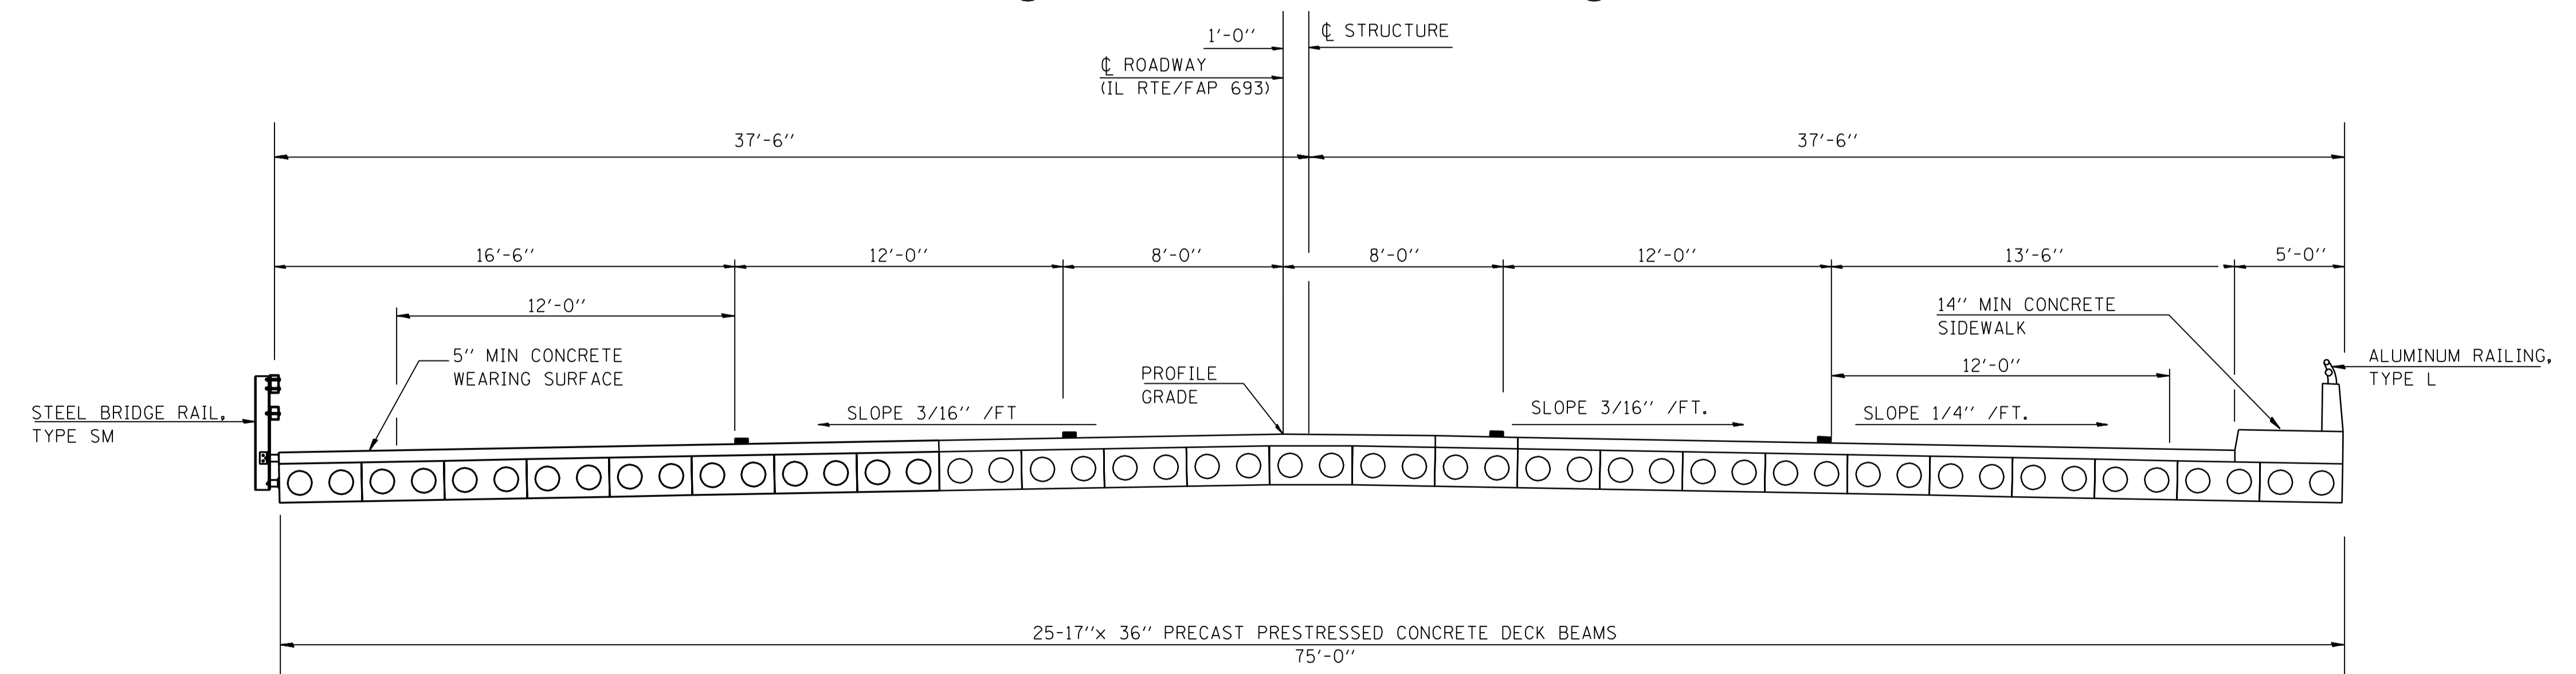 1'-0''
℄ STRUCTURE
℄ ROADWAY
(IL RTE/FAP 693)
37'-6''
37'-6''
16'-6''
12'-0''
8'-0''
8'-0''
12'-0''
13'-6''
5'-0''
12'-0''
14'' MIN CONCRETE
SIDEWALK
5'' MIN CONCRETE
WEARING SURFACE
PROFILE
GRADE
12'-0''
ALUMINUM RAILING,
TYPE L
STEEL BRIDGE RAIL,
TYPE SM
SLOPE 3/16'' /FT
SLOPE 3/16'' /FT.
SLOPE 1/4'' /FT.
25-17''x 36'' PRECAST PRESTRESSED CONCRETE DECK BEAMS
75'-0''